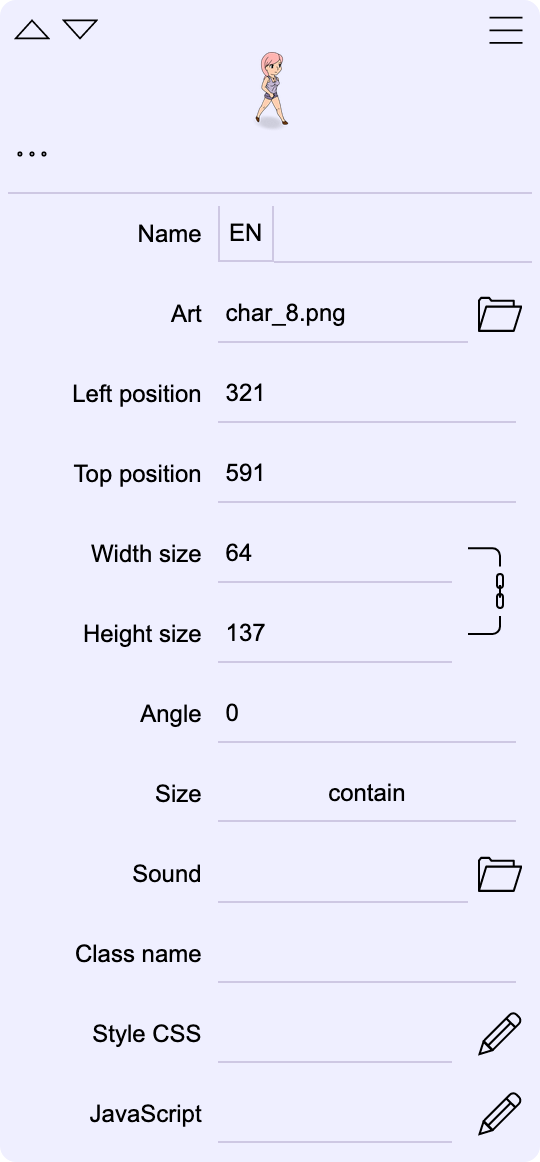 Name EN
Art char_8.png
Left position 321
Top position 591
Width size 64
Height size 137
Angle 0
Size contain
Sound
Class name
Style CSS
JavaScript